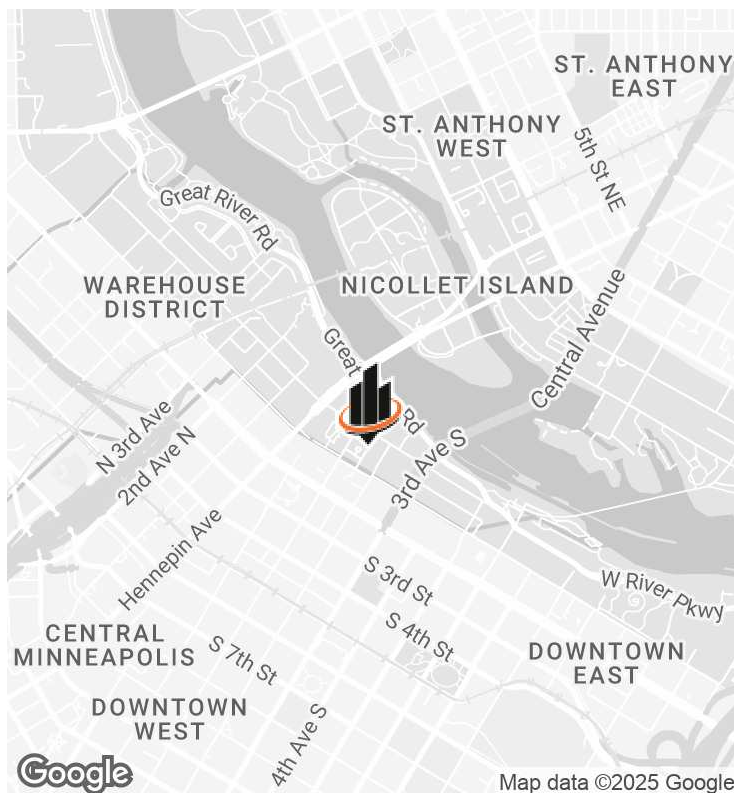 ST. ANTHONY
EAST
ST. ANTHONY
WEST
5th St NE
Great River Rd
WAREHOUSE
DISTRICT
NICOLLET ISLAND
Central Avenue
Great
Rd
N 3rd Ave
2nd Ave N
3rd Ave S
Hennepin Ave
S 3rd St
W River Pkwy
S 4th St
CENTRAL
MINNEAPOLIS
S 7th St
DOWNTOWN
EAST
DOWNTOWN
WEST
4th Ave S
Google
Map data ©2025 Google